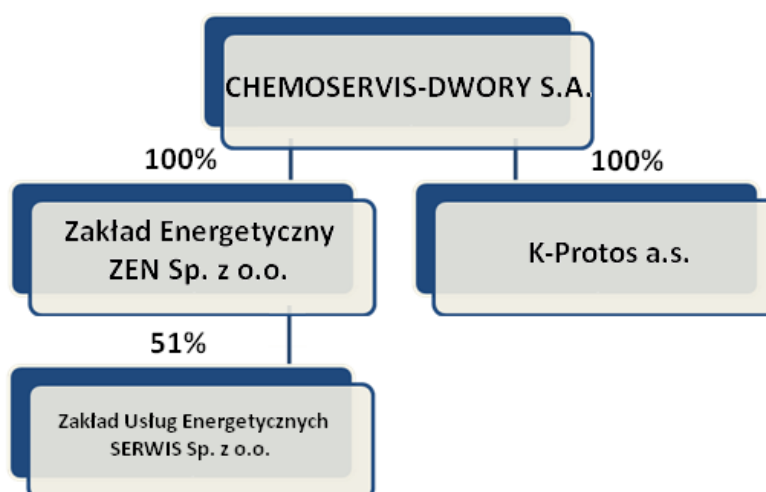 CHEMOSERVIS-DWORY S.A.
100%
100%
Zakład Energetyczny
ZEN Sp. z o.o.
K-Protos a.s.
51%
Zakład Usług Energetycznych
SERWIS Sp. z o.o.